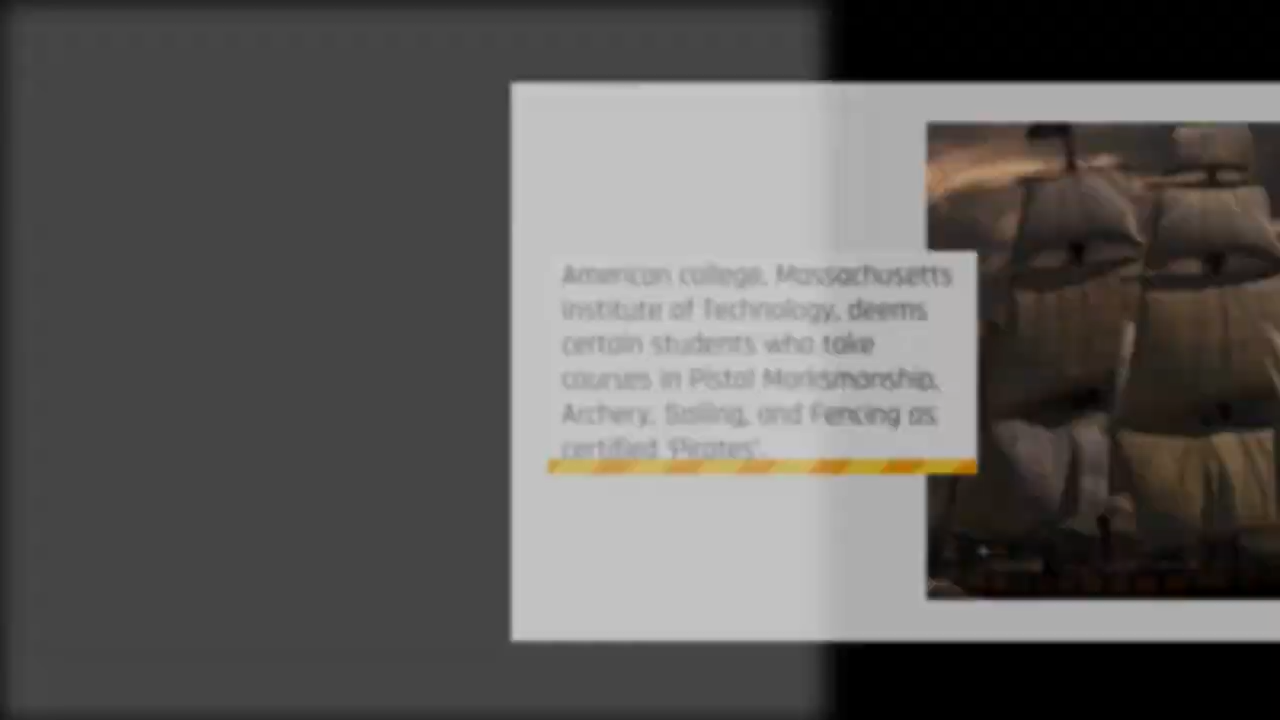 American college, Massachusetts
Institute of Technology, deems
certain students who take
courses in Pistol Marksmanship,
Archery, Sailing, and Fencing as
certified 'Pirates'.